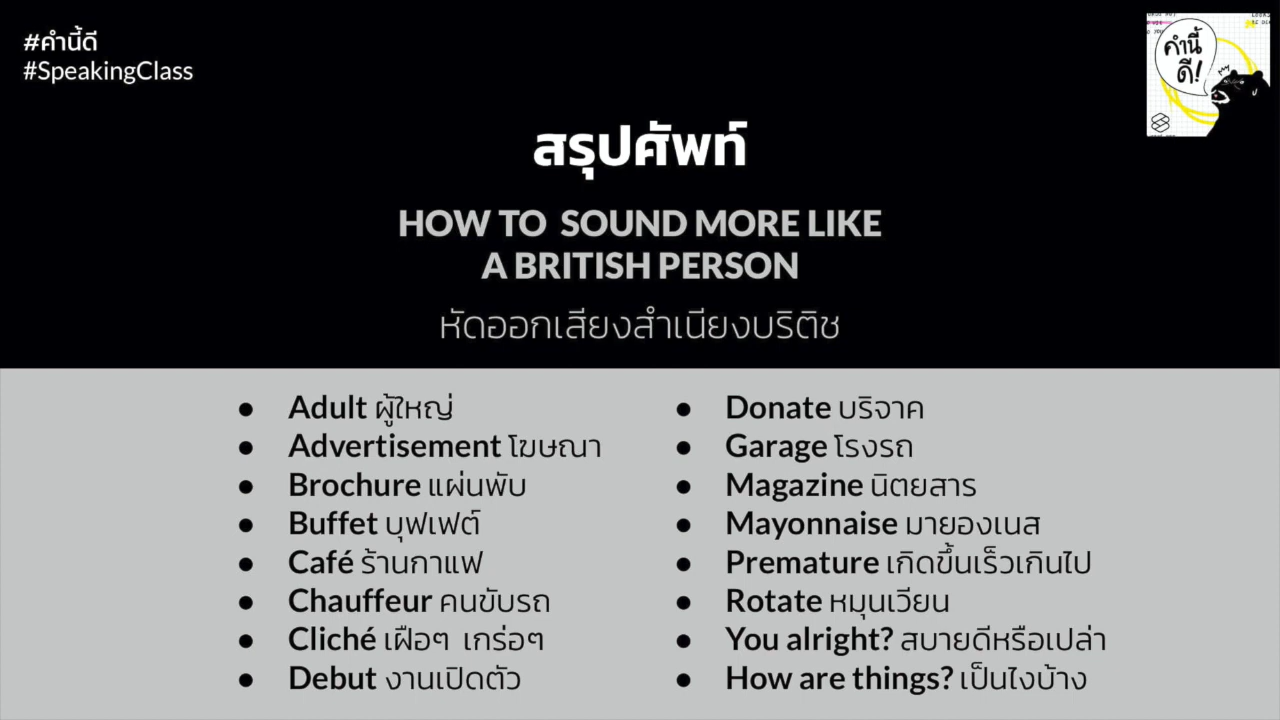 #คำนี้ดี
#SpeakingClass
คำนี้
ดี!
สรุปศัพท์
HOW TO SOUND MORE LIKE
A BRITISH PERSON
หัดออกเสียงสำเนียงบริติช
● Adult ผู้ใหญ่
● Advertisement โฆษณา
● Brochure แผ่นพับ
● Buffet บุฟเฟต์
● Café ร้านกาแฟ
● Chauffeur คนขับรถ
● Cliché เฝือๆ เกร่อๆ
● Debut งานเปิดตัว
● Donate บริจาค
● Garage โรงรถ
● Magazine นิตยสาร
● Mayonnaise มายองเนส
● Premature เกิดขึ้นเร็วเกินไป
● Rotate หมุนเวียน
● You alright? สบายดีหรือเปล่า
● How are things? เป็นไงบ้าง